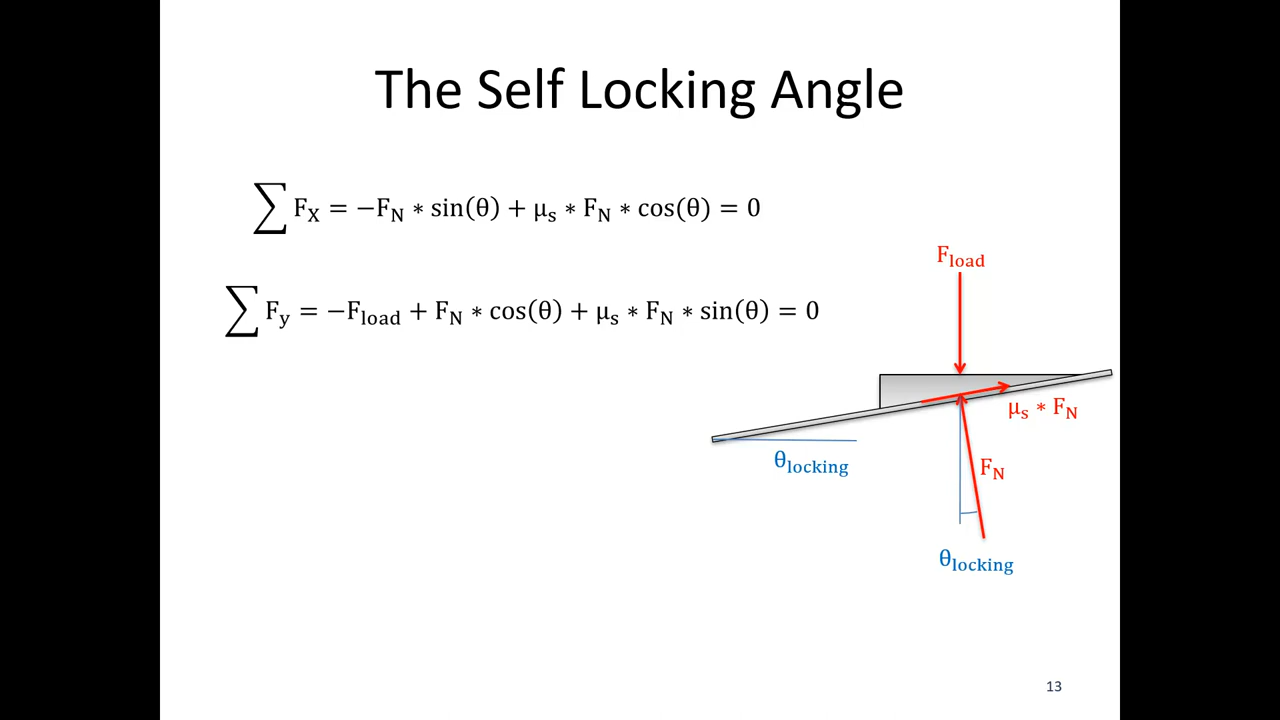 The Self Locking Angle
∑ F_X = −F_N ∗ sin(θ) + μ_s ∗ F_N ∗ cos(θ) = 0
∑ F_y = −F_load + F_N ∗ cos(θ) + μ_s ∗ F_N ∗ sin(θ) = 0
F_load
μ_s ∗ F_N
θ_locking
F_N
θ_locking
13